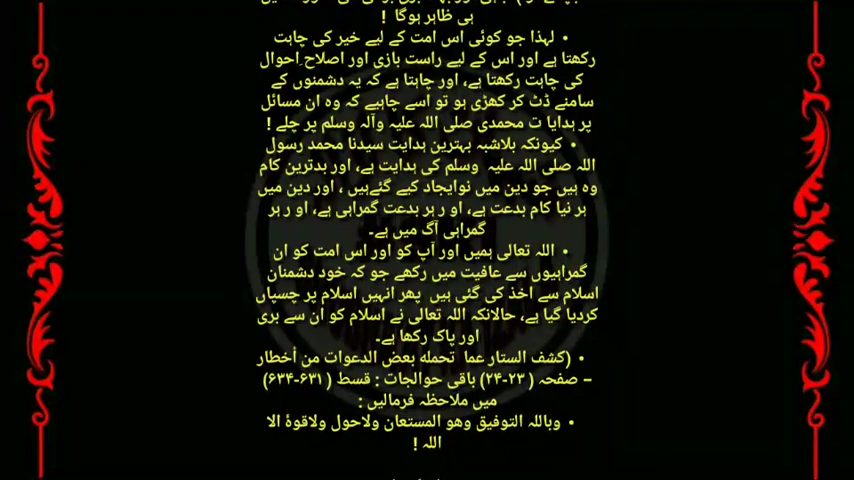 ہی ظاہر ہوگا !
• لہذا جو کوئی اس امت کے لیے خیر کی چاہت
رکھتا ہے اور اس کے لیے راست بازی اور اصلاح ِاحوال
کی چاہت رکھتا ہے، اور چاہتا ہے کہ یہ دشمنوں کے
سامنے ڈٹ کر کھڑی ہو تو اسے چاہیے کہ وہ ان مسائل
پر ہدایا ت محمدی صلی اللہ علیہ وآلہ وسلم پر چلے !
• کیونکہ بلاشبہ بہترین ہدایت سیدنا محمد رسول
اللہ صلی اللہ علیہ وسلم کی ہدایت ہے، اور بدترین کام
وہ ہیں جو دین میں نوایجاد کیے گئےہیں ، اور دین میں
ہر نیا کام بدعت ہے، او ر ہر بدعت گمراہی ہے، او ر ہر
گمراہی آگ میں ہے۔
• اللہ تعالی ہمیں اور آپ کو اور اس امت کو ان
گمراہیوں سے عافیت میں رکھے جو کہ خود دشمنان
اسلام سے اخذ کی گئی ہیں پھر انہیں اسلام پر چسپاں
کردیا گیا ہے، حالانکہ اللہ تعالی نے اسلام کو ان سے بری
اور پاک رکھا ہے۔
• (كشف الستار عما تحمله بعض الدعوات من أخطار
– صفحہ ( ۲۳-۲۴) باقی حوالجات : قسط ( ۶۳۱-۶۳۴)
میں ملاحظہ فرمالیں :
• وباللہ التوفیق وھو المستعان ولاحول ولاقوۃ الا
اللہ !